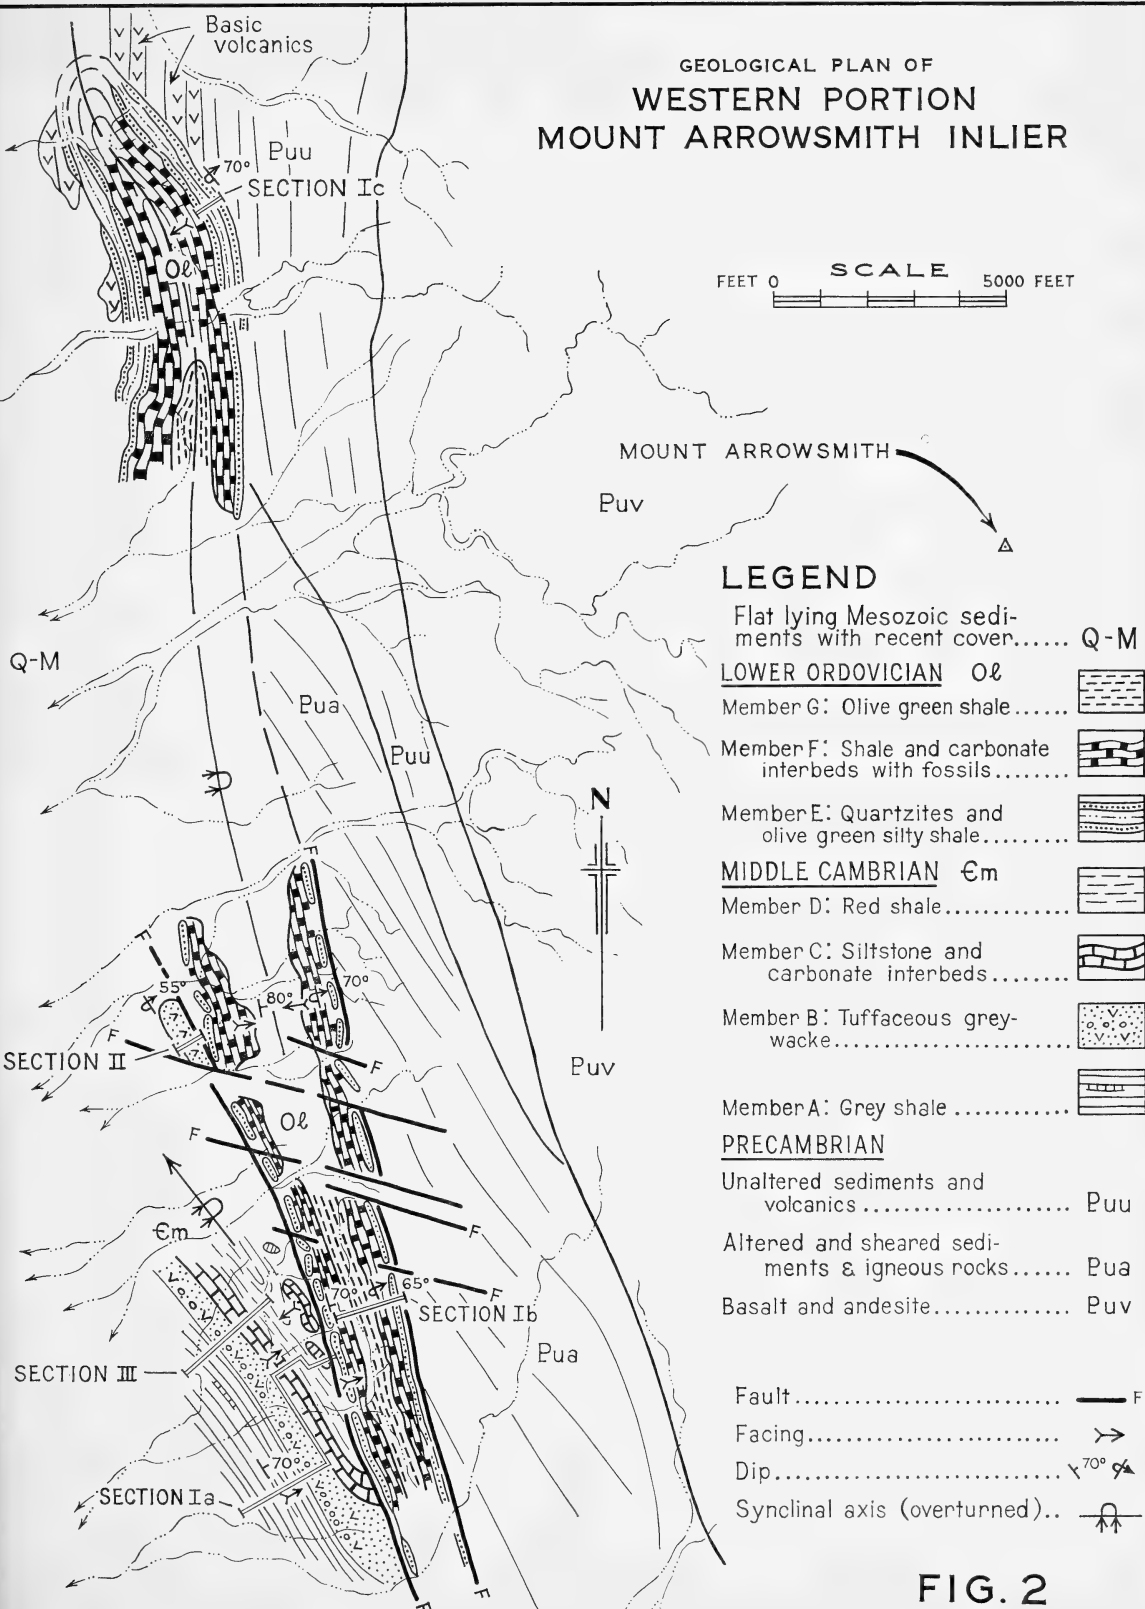 GEOLOGICAL PLAN OF
WESTERN PORTION
MOUNT ARROWSMITH INLIER
SCALE
FEET 0 5000 FEET
Basic
volcanics
Puu
70°
SECTION Ic
Oℓ
MOUNT ARROWSMITH
Puv
Q-M
Pua
Puu
N
F
F
70°
55°
80°
F
SECTION II
F
Puv
Oℓ
F
Єm
F
70°
65°
F
SECTION Ib
SECTION III
Pua
70°
SECTION Ia
F
F
LEGEND
Flat lying Mesozoic sedi-
ments with recent cover...... Q-M
LOWER ORDOVICIAN Oℓ
Member G: Olive green shale......
Member F: Shale and carbonate
interbeds with fossils........
Member E: Quartzites and
olive green silty shale.........
MIDDLE CAMBRIAN Єm
Member D: Red shale.............
Member C: Siltstone and
carbonate interbeds.........
Member B: Tuffaceous grey-
wacke........................
Member A: Grey shale ............
PRECAMBRIAN
Unaltered sediments and
volcanics ..................... Puu
Altered and sheared sedi-
ments & igneous rocks...... Pua
Basalt and andesite.............. Puv
Fault............................. F
Facing...........................
Dip.............................. 70°
Synclinal axis (overturned)..
FIG. 2